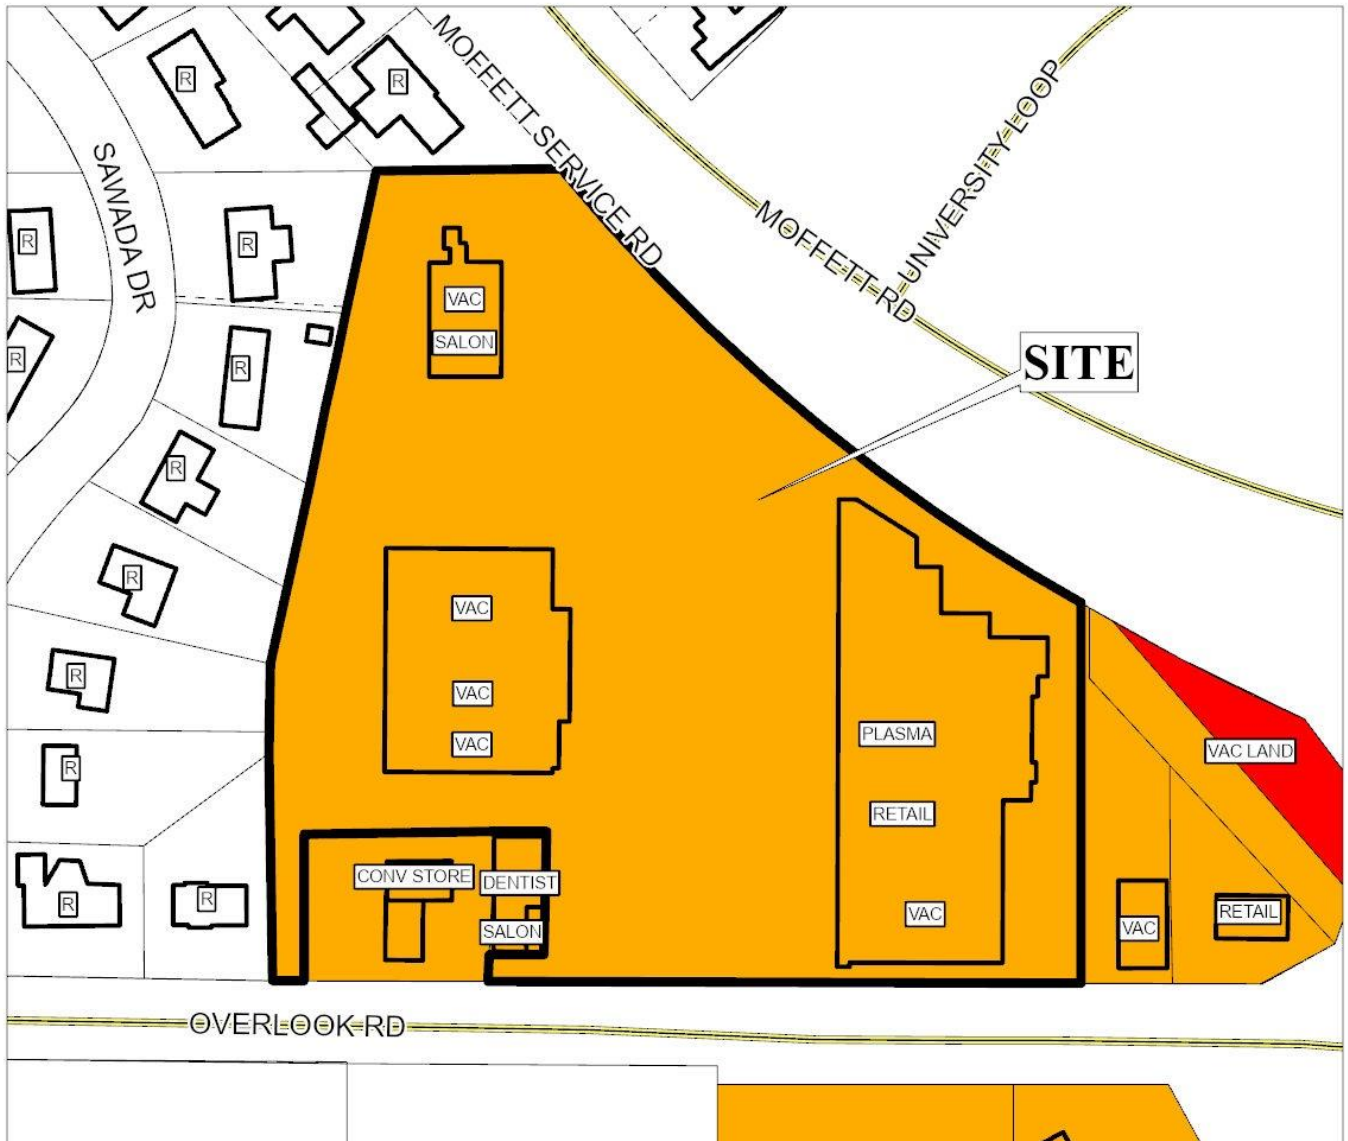 R
R
MOFFETT SERVICE RD
UNIVERSITY LOOP
SAWADA DR
MOFFETT RD
R
R
VAC
SALON
SITE
R
R
R
R
VAC
R
VAC
VAC
PLASMA
VAC LAND
R
RETAIL
CONV STORE
DENTIST
R
R
SALON
VAC
VAC
RETAIL
OVERLOOK RD